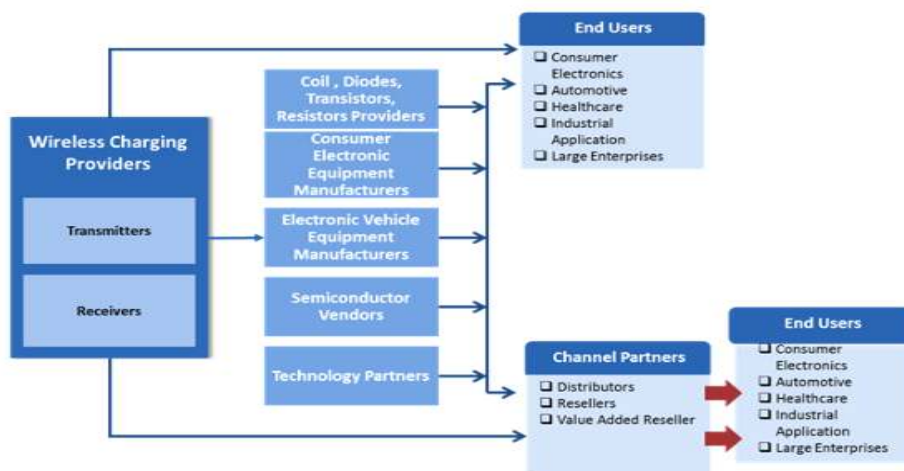 End Users
❑ Consumer
Electronics
❑ Automotive
❑ Healthcare
❑ Industrial
Application
❑ Large Enterprises
Wireless Charging
Providers
Transmitters
Receivers
Coil , Diodes,
Transistors,
Resistors Providers
Consumer
Electronic
Equipment
Manufacturers
Electronic Vehicle
Equipment
Manufacturers
Semiconductor
Vendors
Technology Partners
Channel Partners
❑ Distributors
❑ Resellers
❑ Value Added Reseller
End Users
❑ Consumer
Electronics
❑ Automotive
❑ Healthcare
❑ Industrial
Application
❑ Large Enterprises